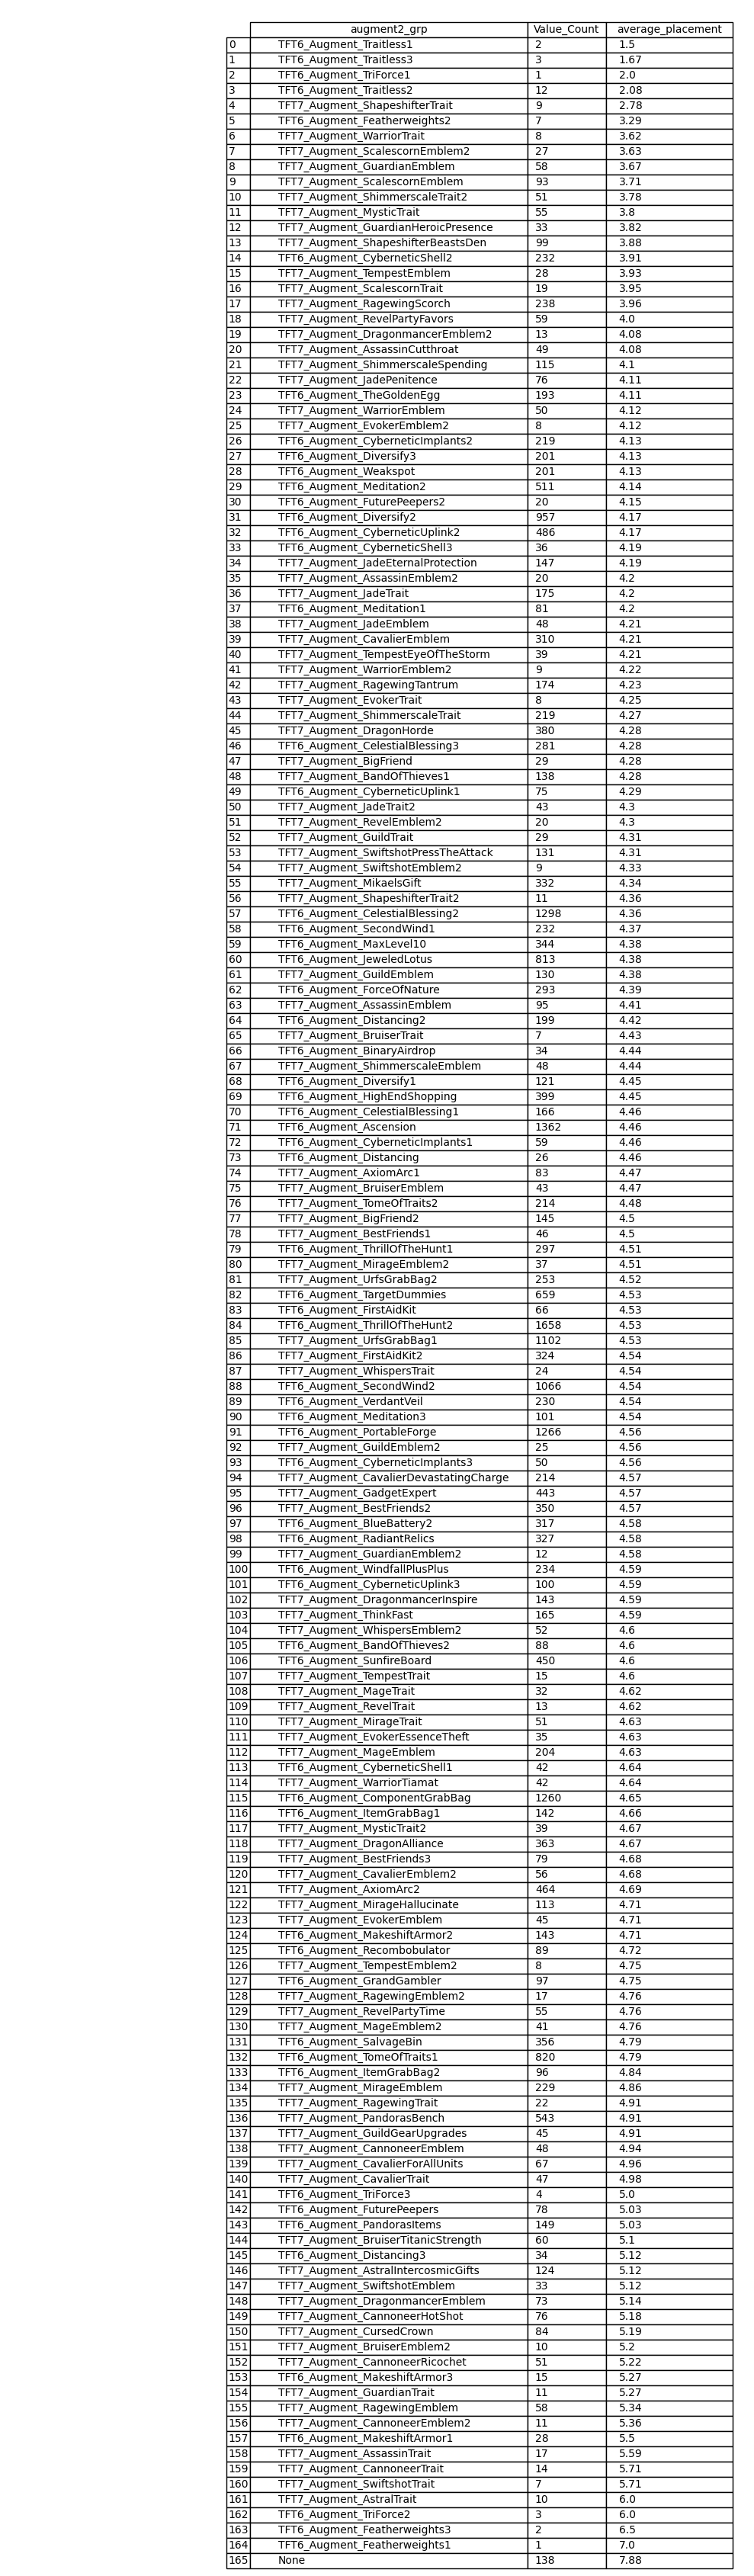 augment2_grp Value_Count average_placement
0 TFT6_Augment_Traitless1 2 1.5
1 TFT6_Augment_Traitless3 3 1.67
2 TFT6_Augment_TriForce1 1 2.0
3 TFT6_Augment_Traitless2 12 2.08
4 TFT7_Augment_ShapeshifterTrait 9 2.78
5 TFT6_Augment_Featherweights2 7 3.29
6 TFT7_Augment_WarriorTrait 8 3.62
7 TFT7_Augment_ScalescornEmblem2 27 3.63
8 TFT7_Augment_GuardianEmblem 58 3.67
9 TFT7_Augment_ScalescornEmblem 93 3.71
10 TFT7_Augment_ShimmerscaleTrait2 51 3.78
11 TFT7_Augment_MysticTrait 55 3.8
12 TFT7_Augment_GuardianHeroicPresence 33 3.82
13 TFT7_Augment_ShapeshifterBeastsDen 99 3.88
14 TFT6_Augment_CyberneticShell2 232 3.91
15 TFT7_Augment_TempestEmblem 28 3.93
16 TFT7_Augment_ScalescornTrait 19 3.95
17 TFT7_Augment_RagewingScorch 238 3.96
18 TFT7_Augment_RevelPartyFavors 59 4.0
19 TFT7_Augment_DragonmancerEmblem2 13 4.08
20 TFT7_Augment_AssassinCutthroat 49 4.08
21 TFT7_Augment_ShimmerscaleSpending 115 4.1
22 TFT7_Augment_JadePenitence 76 4.11
23 TFT6_Augment_TheGoldenEgg 193 4.11
24 TFT7_Augment_WarriorEmblem 50 4.12
25 TFT7_Augment_EvokerEmblem2 8 4.12
26 TFT6_Augment_CyberneticImplants2 219 4.13
27 TFT6_Augment_Diversify3 201 4.13
28 TFT6_Augment_Weakspot 201 4.13
29 TFT6_Augment_Meditation2 511 4.14
30 TFT6_Augment_FuturePeepers2 20 4.15
31 TFT6_Augment_Diversify2 957 4.17
32 TFT6_Augment_CyberneticUplink2 486 4.17
33 TFT6_Augment_CyberneticShell3 36 4.19
34 TFT7_Augment_JadeEternalProtection 147 4.19
35 TFT7_Augment_AssassinEmblem2 20 4.2
36 TFT7_Augment_JadeTrait 175 4.2
37 TFT6_Augment_Meditation1 81 4.2
38 TFT7_Augment_JadeEmblem 48 4.21
39 TFT7_Augment_CavalierEmblem 310 4.21
40 TFT7_Augment_TempestEyeOfTheStorm 39 4.21
41 TFT7_Augment_WarriorEmblem2 9 4.22
42 TFT7_Augment_RagewingTantrum 174 4.23
43 TFT7_Augment_EvokerTrait 8 4.25
44 TFT7_Augment_ShimmerscaleTrait 219 4.27
45 TFT7_Augment_DragonHorde 380 4.28
46 TFT6_Augment_CelestialBlessing3 281 4.28
47 TFT7_Augment_BigFriend 29 4.28
48 TFT7_Augment_BandOfThieves1 138 4.28
49 TFT6_Augment_CyberneticUplink1 75 4.29
50 TFT7_Augment_JadeTrait2 43 4.3
51 TFT7_Augment_RevelEmblem2 20 4.3
52 TFT7_Augment_GuildTrait 29 4.31
53 TFT7_Augment_SwiftshotPressTheAttack 131 4.31
54 TFT7_Augment_SwiftshotEmblem2 9 4.33
55 TFT7_Augment_MikaelsGift 332 4.34
56 TFT7_Augment_ShapeshifterTrait2 11 4.36
57 TFT6_Augment_CelestialBlessing2 1298 4.36
58 TFT6_Augment_SecondWind1 232 4.37
59 TFT6_Augment_MaxLevel10 344 4.38
60 TFT6_Augment_JeweledLotus 813 4.38
61 TFT7_Augment_GuildEmblem 130 4.38
62 TFT6_Augment_ForceOfNature 293 4.39
63 TFT7_Augment_AssassinEmblem 95 4.41
64 TFT6_Augment_Distancing2 199 4.42
65 TFT7_Augment_BruiserTrait 7 4.43
66 TFT6_Augment_BinaryAirdrop 34 4.44
67 TFT7_Augment_ShimmerscaleEmblem 48 4.44
68 TFT6_Augment_Diversify1 121 4.45
69 TFT6_Augment_HighEndShopping 399 4.45
70 TFT6_Augment_CelestialBlessing1 166 4.46
71 TFT6_Augment_Ascension 1362 4.46
72 TFT6_Augment_CyberneticImplants1 59 4.46
73 TFT6_Augment_Distancing 26 4.46
74 TFT7_Augment_AxiomArc1 83 4.47
75 TFT7_Augment_BruiserEmblem 43 4.47
76 TFT7_Augment_TomeOfTraits2 214 4.48
77 TFT7_Augment_BigFriend2 145 4.5
78 TFT7_Augment_BestFriends1 46 4.5
79 TFT6_Augment_ThrillOfTheHunt1 297 4.51
80 TFT7_Augment_MirageEmblem2 37 4.51
81 TFT7_Augment_UrfsGrabBag2 253 4.52
82 TFT6_Augment_TargetDummies 659 4.53
83 TFT6_Augment_FirstAidKit 66 4.53
84 TFT6_Augment_ThrillOfTheHunt2 1658 4.53
85 TFT7_Augment_UrfsGrabBag1 1102 4.53
86 TFT7_Augment_FirstAidKit2 324 4.54
87 TFT7_Augment_WhispersTrait 24 4.54
88 TFT6_Augment_SecondWind2 1066 4.54
89 TFT6_Augment_VerdantVeil 230 4.54
90 TFT6_Augment_Meditation3 101 4.54
91 TFT6_Augment_PortableForge 1266 4.56
92 TFT7_Augment_GuildEmblem2 25 4.56
93 TFT6_Augment_CyberneticImplants3 50 4.56
94 TFT7_Augment_CavalierDevastatingCharge 214 4.57
95 TFT7_Augment_GadgetExpert 443 4.57
96 TFT7_Augment_BestFriends2 350 4.57
97 TFT6_Augment_BlueBattery2 317 4.58
98 TFT6_Augment_RadiantRelics 327 4.58
99 TFT7_Augment_GuardianEmblem2 12 4.58
100 TFT6_Augment_WindfallPlusPlus 234 4.59
101 TFT6_Augment_CyberneticUplink3 100 4.59
102 TFT7_Augment_DragonmancerInspire 143 4.59
103 TFT7_Augment_ThinkFast 165 4.59
104 TFT7_Augment_WhispersEmblem2 52 4.6
105 TFT6_Augment_BandOfThieves2 88 4.6
106 TFT6_Augment_SunfireBoard 450 4.6
107 TFT7_Augment_TempestTrait 15 4.6
108 TFT7_Augment_MageTrait 32 4.62
109 TFT7_Augment_RevelTrait 13 4.62
110 TFT7_Augment_MirageTrait 51 4.63
111 TFT7_Augment_EvokerEssenceTheft 35 4.63
112 TFT7_Augment_MageEmblem 204 4.63
113 TFT6_Augment_CyberneticShell1 42 4.64
114 TFT7_Augment_WarriorTiamat 42 4.64
115 TFT6_Augment_ComponentGrabBag 1260 4.65
116 TFT6_Augment_ItemGrabBag1 142 4.66
117 TFT7_Augment_MysticTrait2 39 4.67
118 TFT7_Augment_DragonAlliance 363 4.67
119 TFT7_Augment_BestFriends3 79 4.68
120 TFT7_Augment_CavalierEmblem2 56 4.68
121 TFT7_Augment_AxiomArc2 464 4.69
122 TFT7_Augment_MirageHallucinate 113 4.71
123 TFT7_Augment_EvokerEmblem 45 4.71
124 TFT6_Augment_MakeshiftArmor2 143 4.71
125 TFT6_Augment_Recombobulator 89 4.72
126 TFT7_Augment_TempestEmblem2 8 4.75
127 TFT6_Augment_GrandGambler 97 4.75
128 TFT7_Augment_RagewingEmblem2 17 4.76
129 TFT7_Augment_RevelPartyTime 55 4.76
130 TFT7_Augment_MageEmblem2 41 4.76
131 TFT6_Augment_SalvageBin 356 4.79
132 TFT6_Augment_TomeOfTraits1 820 4.79
133 TFT6_Augment_ItemGrabBag2 96 4.84
134 TFT7_Augment_MirageEmblem 229 4.86
135 TFT7_Augment_RagewingTrait 22 4.91
136 TFT7_Augment_PandorasBench 543 4.91
137 TFT7_Augment_GuildGearUpgrades 45 4.91
138 TFT7_Augment_CannoneerEmblem 48 4.94
139 TFT7_Augment_CavalierForAllUnits 67 4.96
140 TFT7_Augment_CavalierTrait 47 4.98
141 TFT6_Augment_TriForce3 4 5.0
142 TFT6_Augment_FuturePeepers 78 5.03
143 TFT6_Augment_PandorasItems 149 5.03
144 TFT7_Augment_BruiserTitanicStrength 60 5.1
145 TFT6_Augment_Distancing3 34 5.12
146 TFT7_Augment_AstralIntercosmicGifts 124 5.12
147 TFT7_Augment_SwiftshotEmblem 33 5.12
148 TFT7_Augment_DragonmancerEmblem 73 5.14
149 TFT7_Augment_CannoneerHotShot 76 5.18
150 TFT7_Augment_CursedCrown 84 5.19
151 TFT7_Augment_BruiserEmblem2 10 5.2
152 TFT7_Augment_CannoneerRicochet 51 5.22
153 TFT6_Augment_MakeshiftArmor3 15 5.27
154 TFT7_Augment_GuardianTrait 11 5.27
155 TFT7_Augment_RagewingEmblem 58 5.34
156 TFT7_Augment_CannoneerEmblem2 11 5.36
157 TFT6_Augment_MakeshiftArmor1 28 5.5
158 TFT7_Augment_AssassinTrait 17 5.59
159 TFT7_Augment_CannoneerTrait 14 5.71
160 TFT7_Augment_SwiftshotTrait 7 5.71
161 TFT7_Augment_AstralTrait 10 6.0
162 TFT6_Augment_TriForce2 3 6.0
163 TFT6_Augment_Featherweights3 2 6.5
164 TFT6_Augment_Featherweights1 1 7.0
165 None 138 7.88